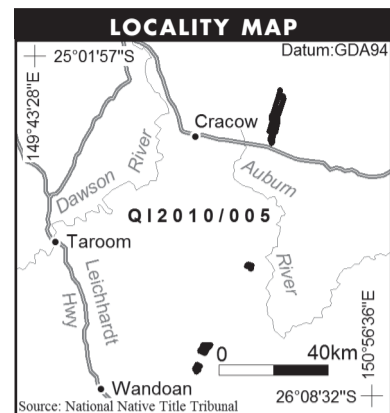 LOCALITY MAP
Datum:GDA94
25°01'57"S
149°43'28"E
Cracow
River
Dawson
Auburn
QI2010/005
Taroom
River
Leichhardt
Hwy
150°56'36"E
0 40km
Wandoan
26°08'32"S
Source: National Native Title Tribunal